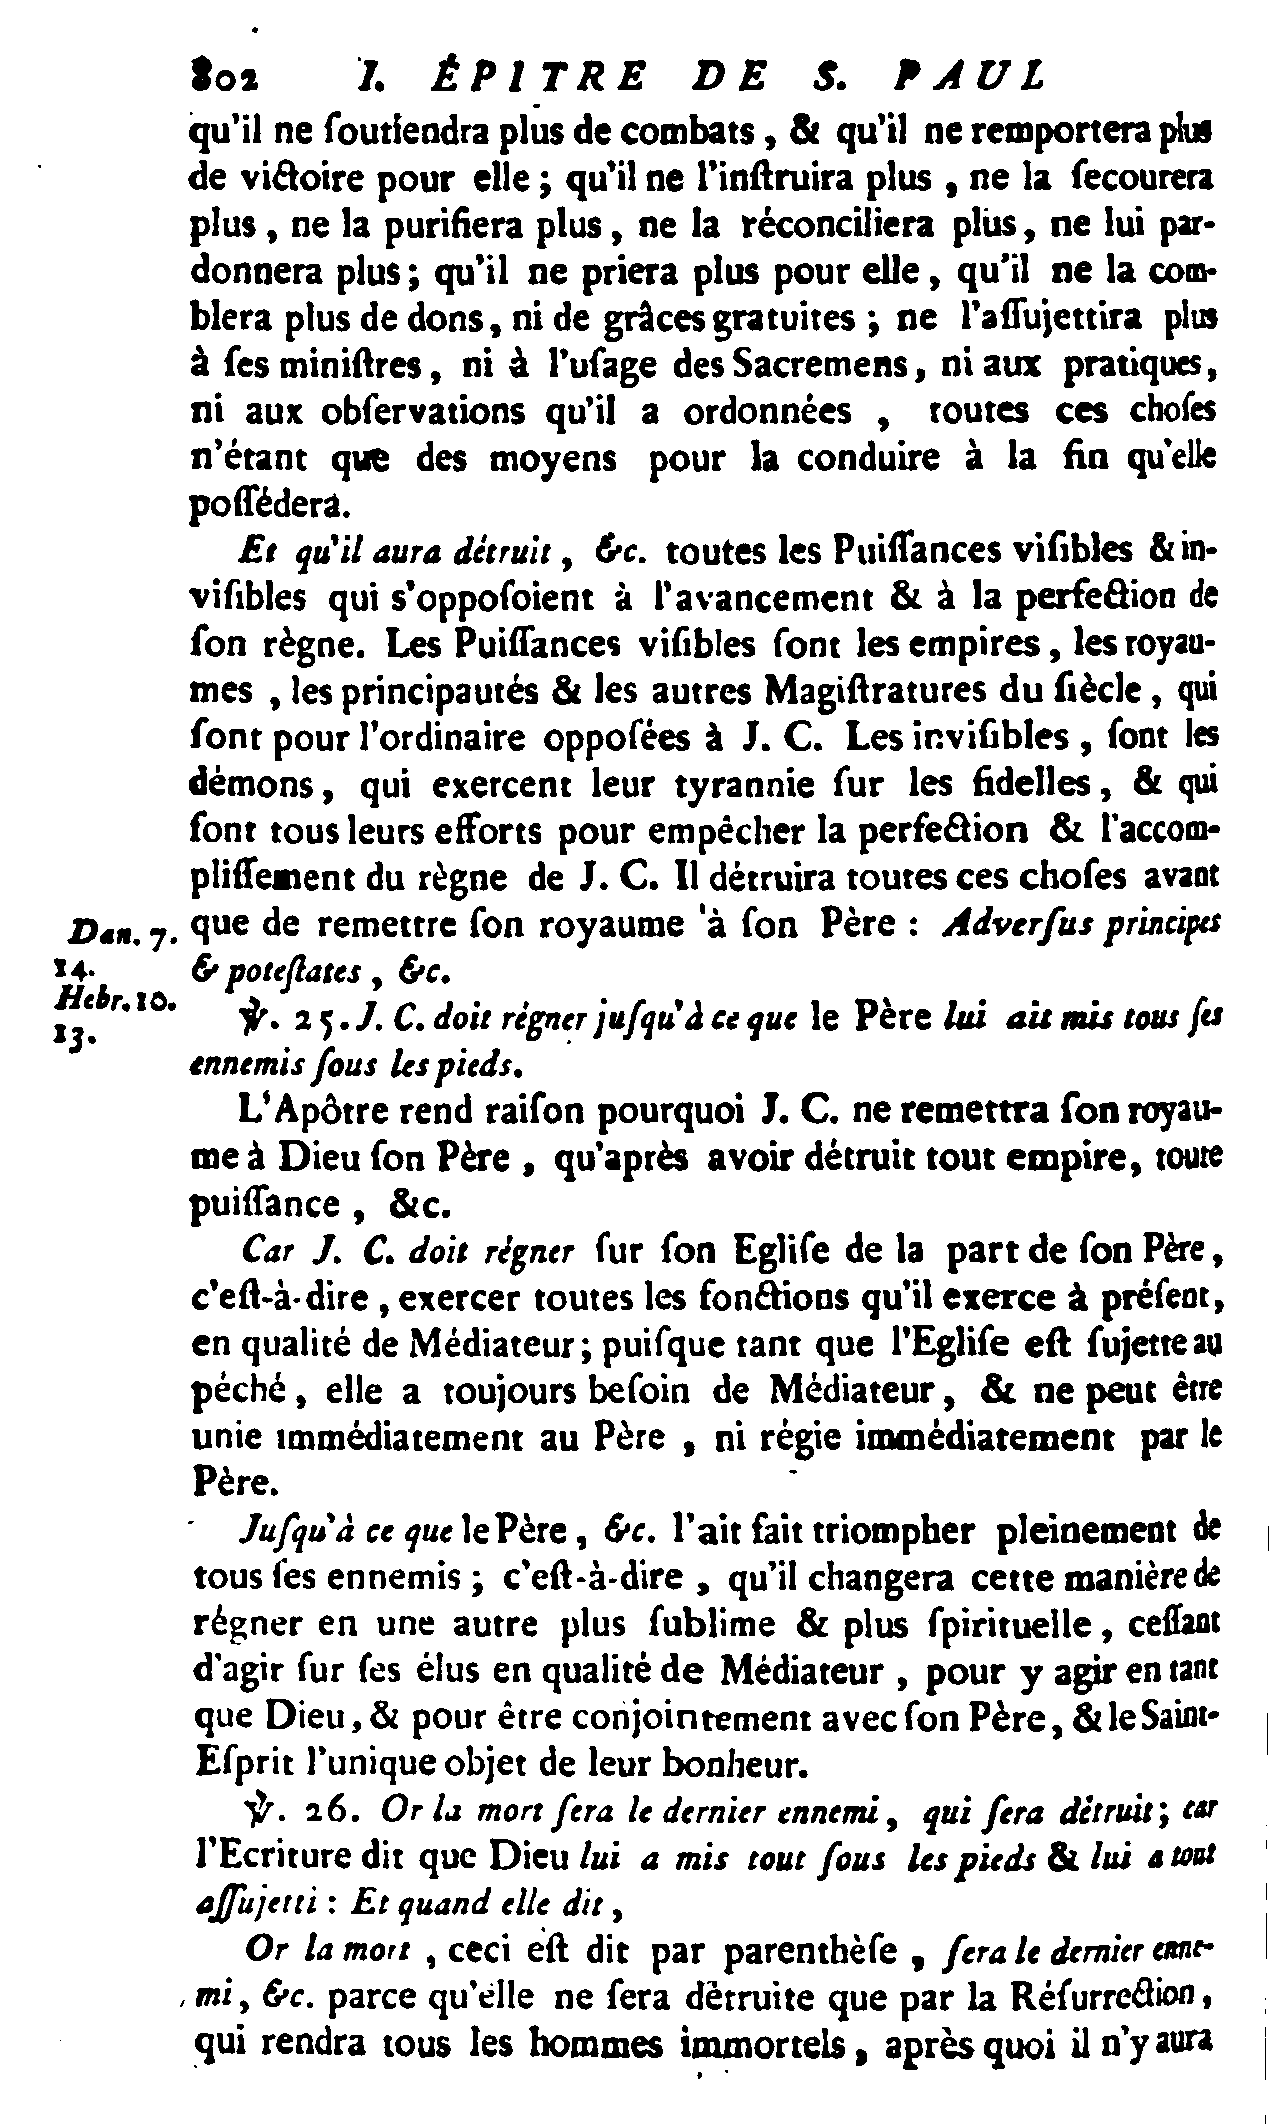 802 I. ÉPITRE DE S. PAUL
qu'il ne ſoutiendra plus de combats, & qu'il ne remportera plus
de victoire pour elle; qu'il ne l'inſtruira plus, ne la ſecourera
plus, ne la purifiera plus, ne la réconciliera plus, ne lui par-
donnera plus; qu'il ne priera plus pour elle, qu'il ne la com-
blera plus de dons, ni de grâces gratuites; ne l'aſſujettira plus
à ſes miniſtres, ni à l'uſage des Sacremens, ni aux pratiques,
ni aux obſervations qu'il a ordonnées, toutes ces choſes
n'étant que des moyens pour la conduire à la fin qu'elle
poſſédera.
Et qu'il aura détruit, &c. toutes les Puiſſances viſibles & in-
viſibles qui s'oppoſoient à l'avancement & à la perfection de
ſon règne. Les Puiſſances viſibles ſont les empires, les royau-
mes, les principautés & les autres Magiſtratures du ſiècle, qui
ſont pour l'ordinaire oppoſées à J. C. Les inviſibles, ſont les
démons, qui exercent leur tyrannie ſur les fidelles, & qui
font tous leurs efforts pour empêcher la perfection & l'accom-
pliſſement du règne de J. C. Il détruira toutes ces choſes avant
Dan. 7. que de remettre ſon royaume à ſon Père : Adverſus principes
14. & poteſtates, &c.
Hebr. 10.
13.
℣. 25. J. C. doit régner juſqu'à ce que le Père lui ait mis tous ſes
ennemis ſous les pieds.
L'Apôtre rend raiſon pourquoi J. C. ne remettra ſon royau-
me à Dieu ſon Père, qu'après avoir détruit tout empire, toute
puiſſance, &c.
Car J. C. doit régner ſur ſon Egliſe de la part de ſon Père,
c'eſt-à-dire, exercer toutes les fonctions qu'il exerce à préſent,
en qualité de Médiateur; puiſque tant que l'Egliſe eſt ſujette au
péché, elle a toujours beſoin de Médiateur, & ne peut être
unie immédiatement au Père, ni régie immédiatement par le
Père.
Juſqu'à ce que le Père, &c. l'ait fait triompher pleinement de
tous ſes ennemis; c'eſt-à-dire, qu'il changera cette manière de
régner en une autre plus ſublime & plus ſpirituelle, ceſſant
d'agir ſur ſes élus en qualité de Médiateur, pour y agir en tant
que Dieu, & pour être conjointement avec ſon Père, & le Saint-
Eſprit l'unique objet de leur bonheur.
℣. 26. Or la mort ſera le dernier ennemi, qui ſera détruit; car
l'Ecriture dit que Dieu lui a mis tout ſous les pieds & lui a tout
aſſujetti : Et quand elle dit,
Or la mort, ceci eſt dit par parenthèſe, ſera le dernier enne-
mi, &c. parce qu'elle ne ſera détruite que par la Réſurrection,
qui rendra tous les hommes immortels, après quoi il n'y aura